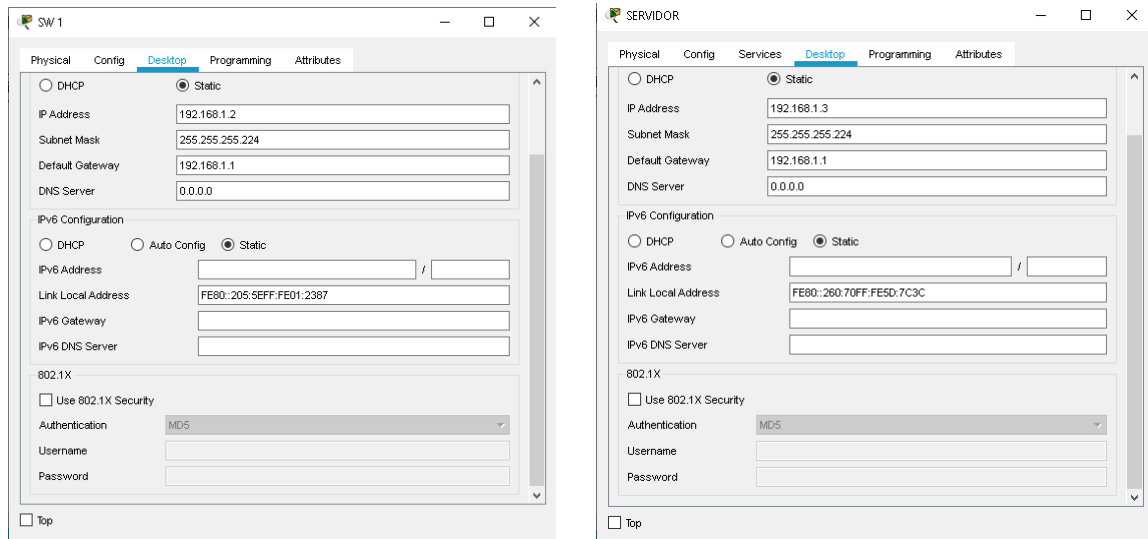 SW 1
Physical Config Desktop Programming Attributes
DHCP Static
IP Address 192.168.1.2
Subnet Mask 255.255.255.224
Default Gateway 192.168.1.1
DNS Server 0.0.0.0
IPv6 Configuration
DHCP Auto Config Static
IPv6 Address /
Link Local Address FE80::205:5EFF:FE01:2387
IPv6 Gateway
IPv6 DNS Server
802.1X
Use 802.1X Security
Authentication MD5
Username
Password
Top
SERVIDOR
Physical Config Services Desktop Programming Attributes
DHCP Static
IP Address 192.168.1.3
Subnet Mask 255.255.255.224
Default Gateway 192.168.1.1
DNS Server 0.0.0.0
IPv6 Configuration
DHCP Auto Config Static
IPv6 Address /
Link Local Address FE80::260:70FF:FE5D:7C3C
IPv6 Gateway
IPv6 DNS Server
802.1X
Use 802.1X Security
Authentication MD5
Username
Password
Top